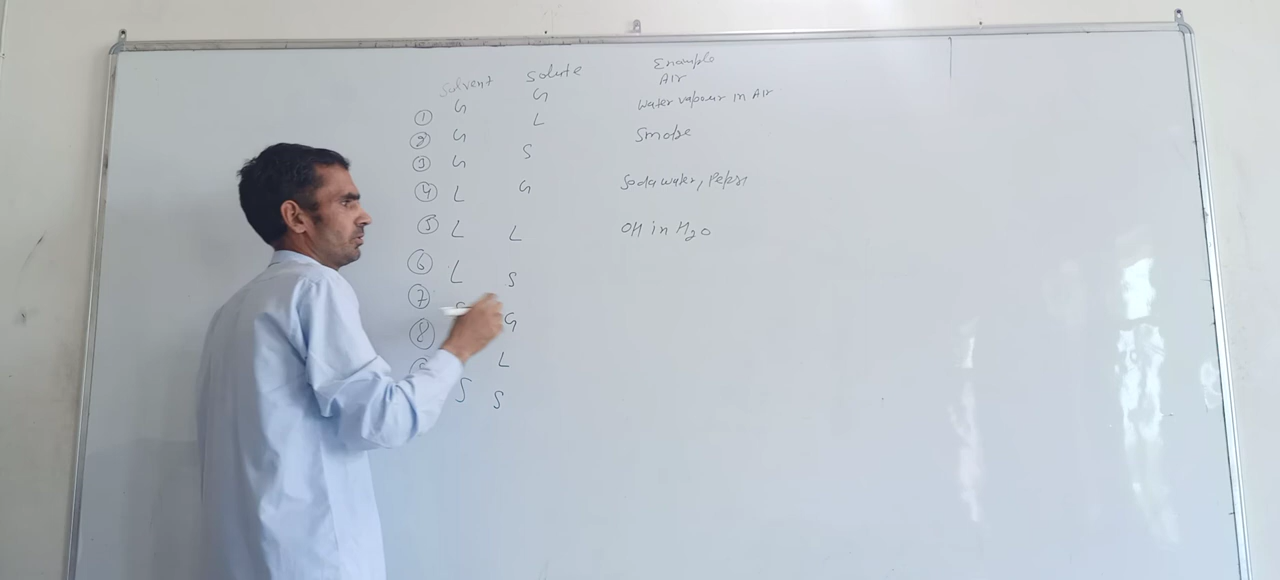 Solvent Solute Example
Air
① G G
Water vapour in Air
② G L
Smoke
③ G S
④ L G Soda water, Pepsi
⑤ L L OH in H2O
⑥ L S
⑦ S G
⑧ L
S S